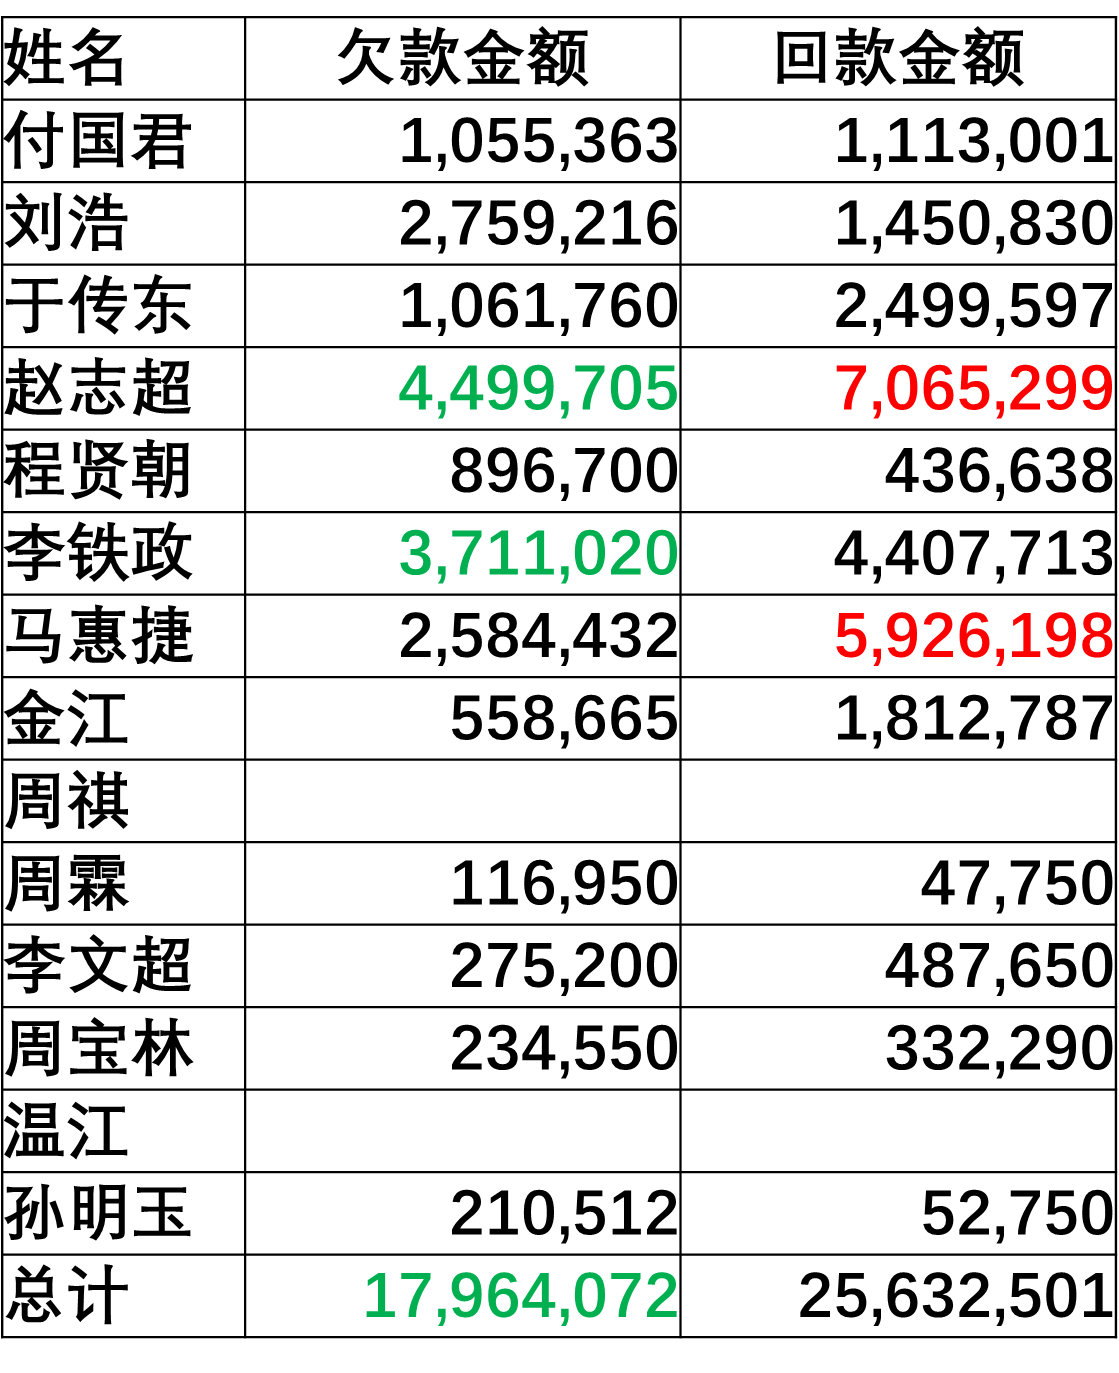 姓名 欠款金额 回款金额
付国君 1,055,363 1,113,001
刘浩 2,759,216 1,450,830
于传东 1,061,760 2,499,597
赵志超 4,499,705 7,065,299
程贤朝 896,700 436,638
李铁政 3,711,020 4,407,713
马惠捷 2,584,432 5,926,198
金江 558,665 1,812,787
周祺
周霖 116,950 47,750
李文超 275,200 487,650
周宝林 234,550 332,290
温江
孙明玉 210,512 52,750
总计 17,964,072 25,632,501